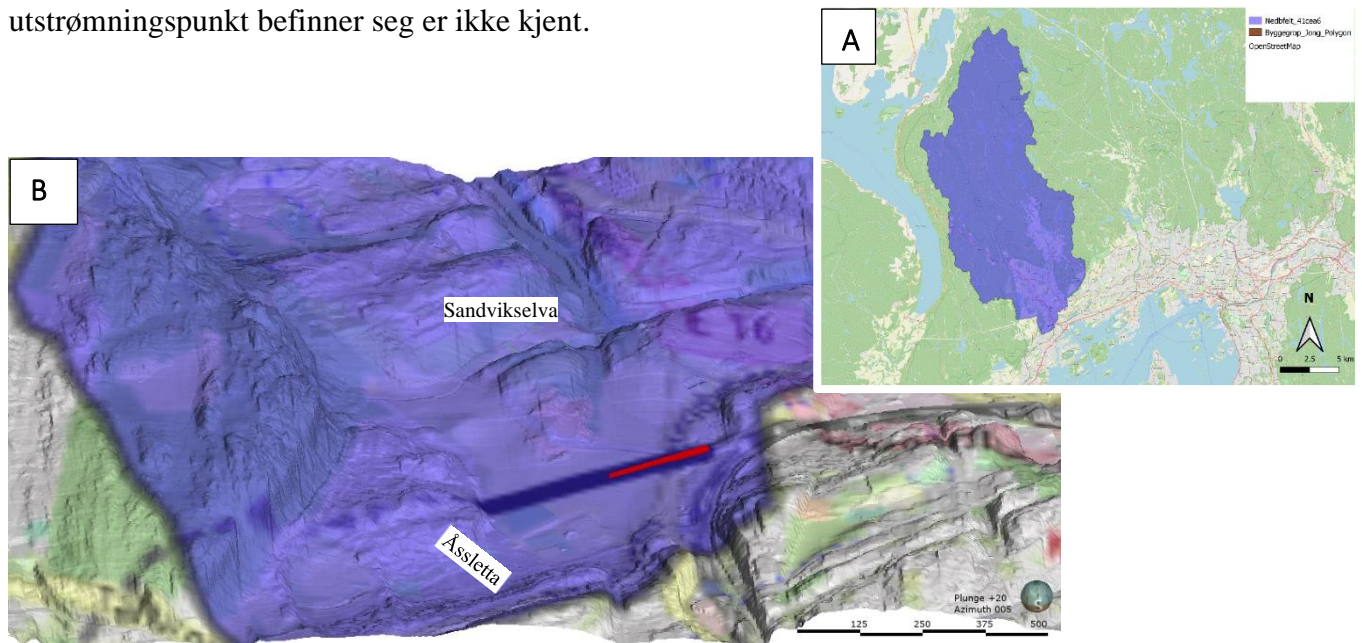 utstrømningspunkt befinner seg er ikke kjent.
A
Nedbfelt_41cea6
Byggegrop_Jong_Polygon
OpenStreetMap
N
0 2.5 5 km
B
Sandvikselva
Åssletta
Plunge +20
Azimuth 005
0 125 250 375 500